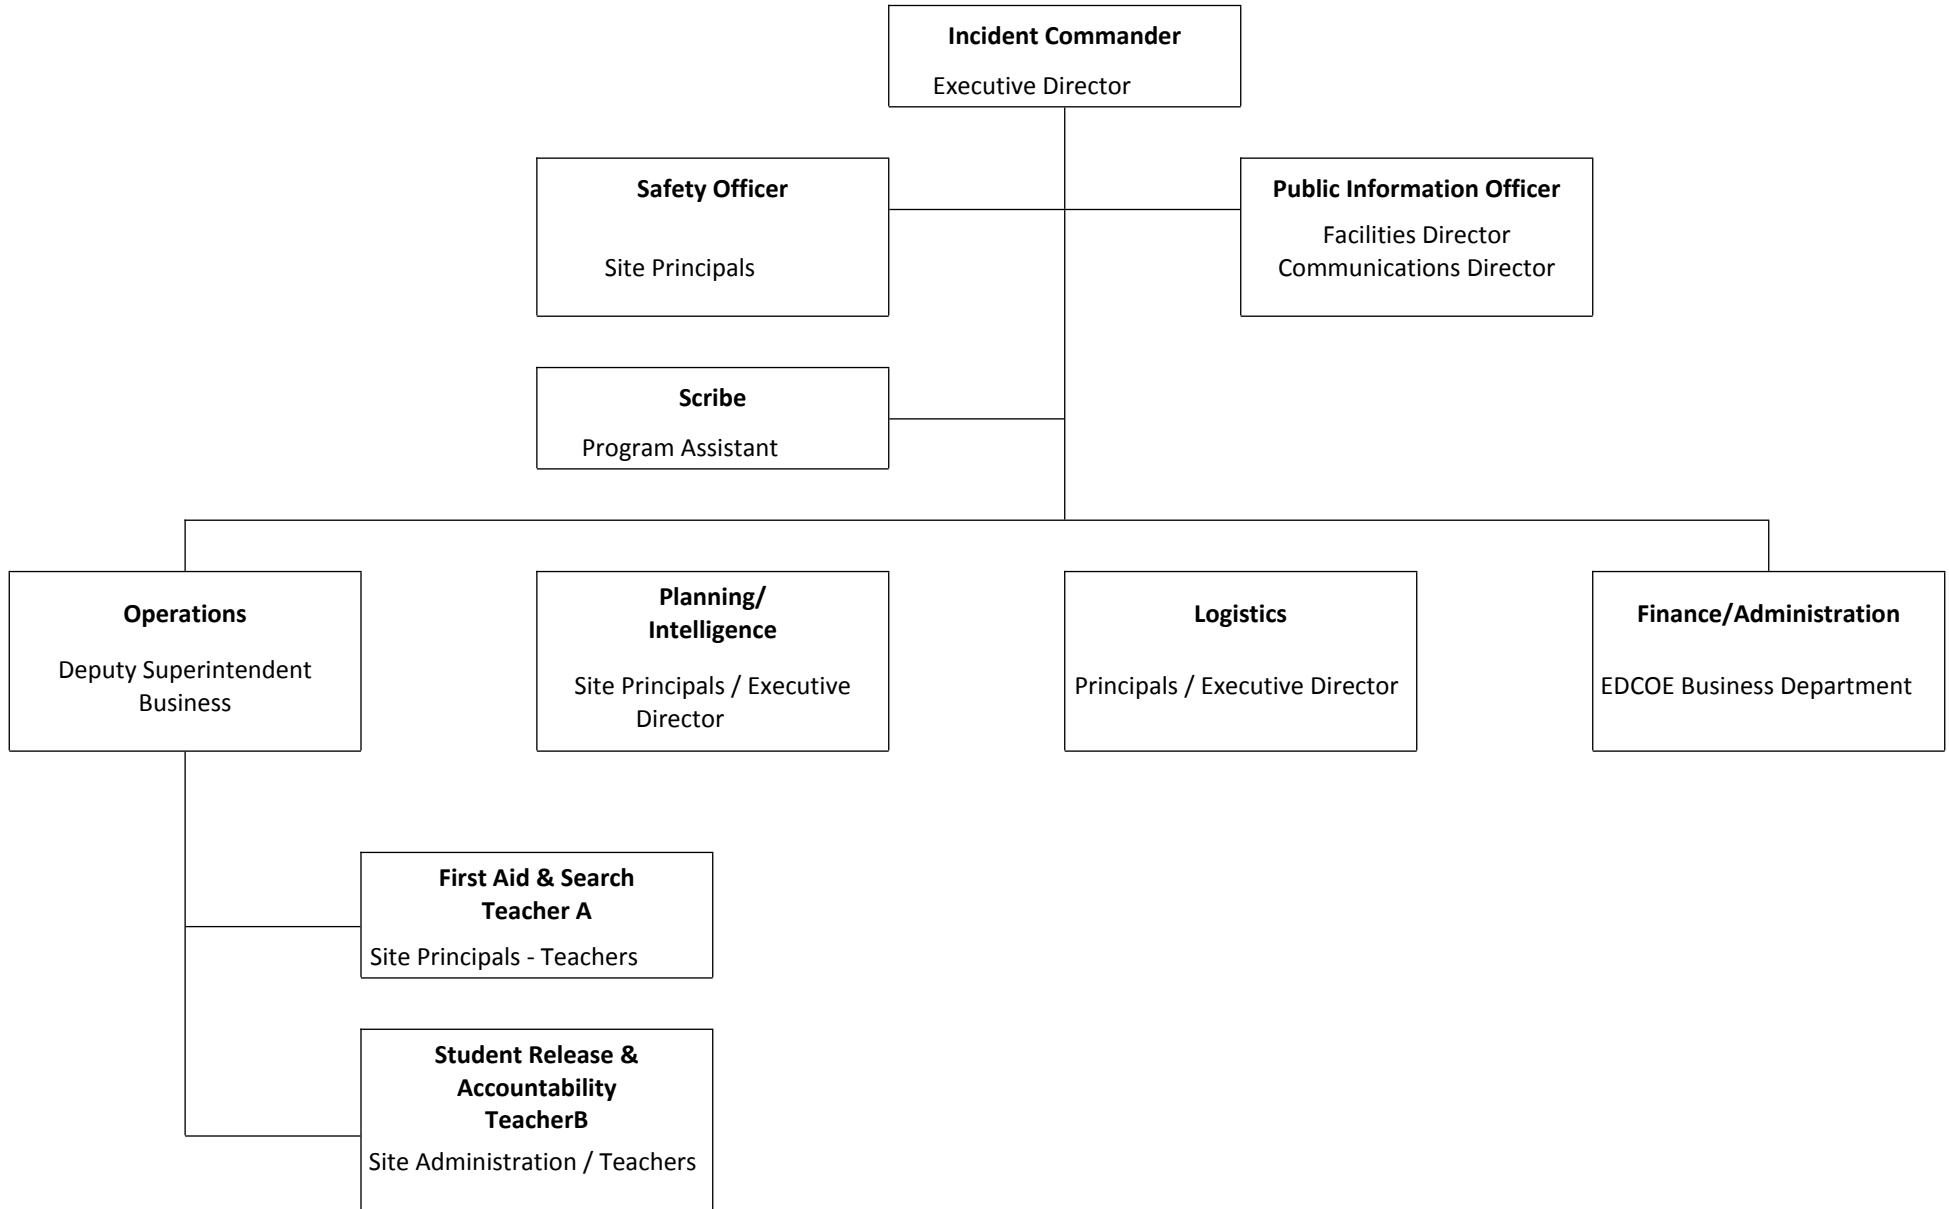 Incident Commander
Executive Director
Safety Officer
Site Principals
Public Information Officer
Facilities Director
Communications Director
Scribe
Program Assistant
Operations
Deputy Superintendent
Business
Planning/
Intelligence
Site Principals / Executive
Director
Logistics
Principals / Executive Director
Finance/Administration
EDCOE Business Department
First Aid & Search
Teacher A
Site Principals - Teachers
Student Release &
Accountability
TeacherB
Site Administration / Teachers